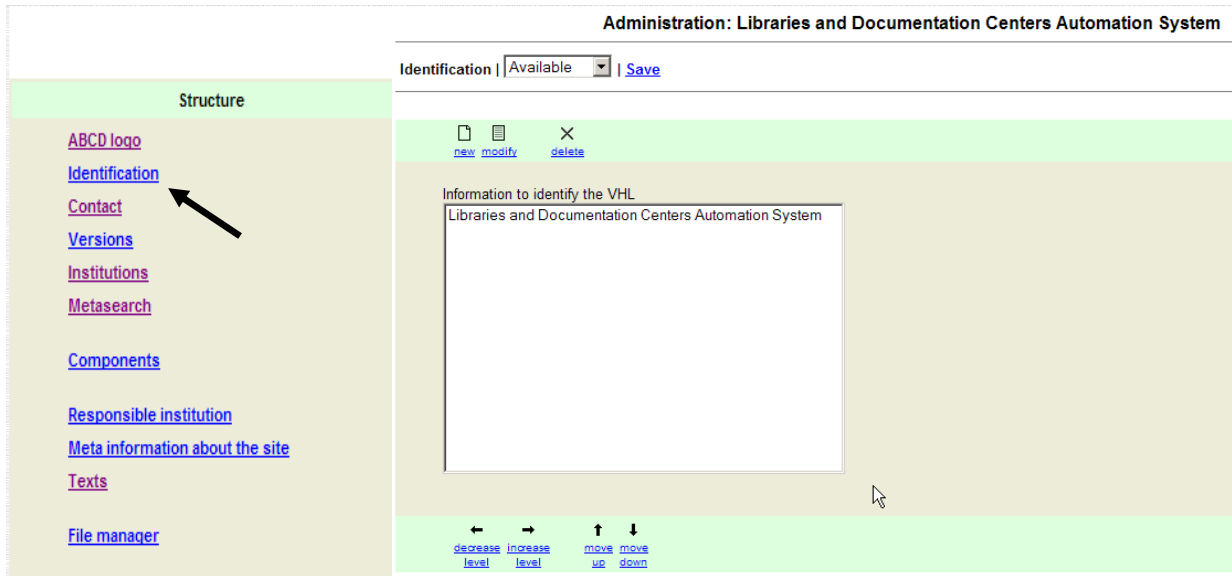 Administration: Libraries and Documentation Centers Automation System
Identification | Available | Save
Structure
ABCD logo
Identification
Contact
Versions
Institutions
Metasearch
Components
Responsible institution
Meta information about the site
Texts
File manager
new modify delete
Information to identify the VHL
Libraries and Documentation Centers Automation System
decrease increase move move
level level up down